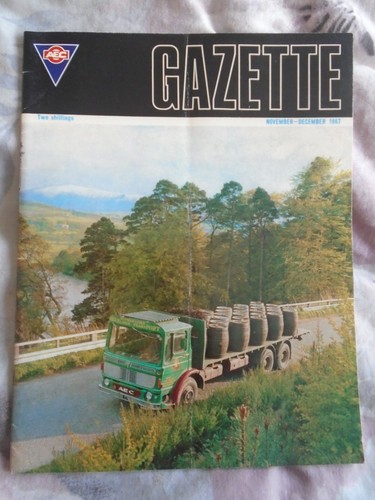 AEC
GAZETTE
Two shillings
NOVEMBER—DECEMBER 1967
AEC